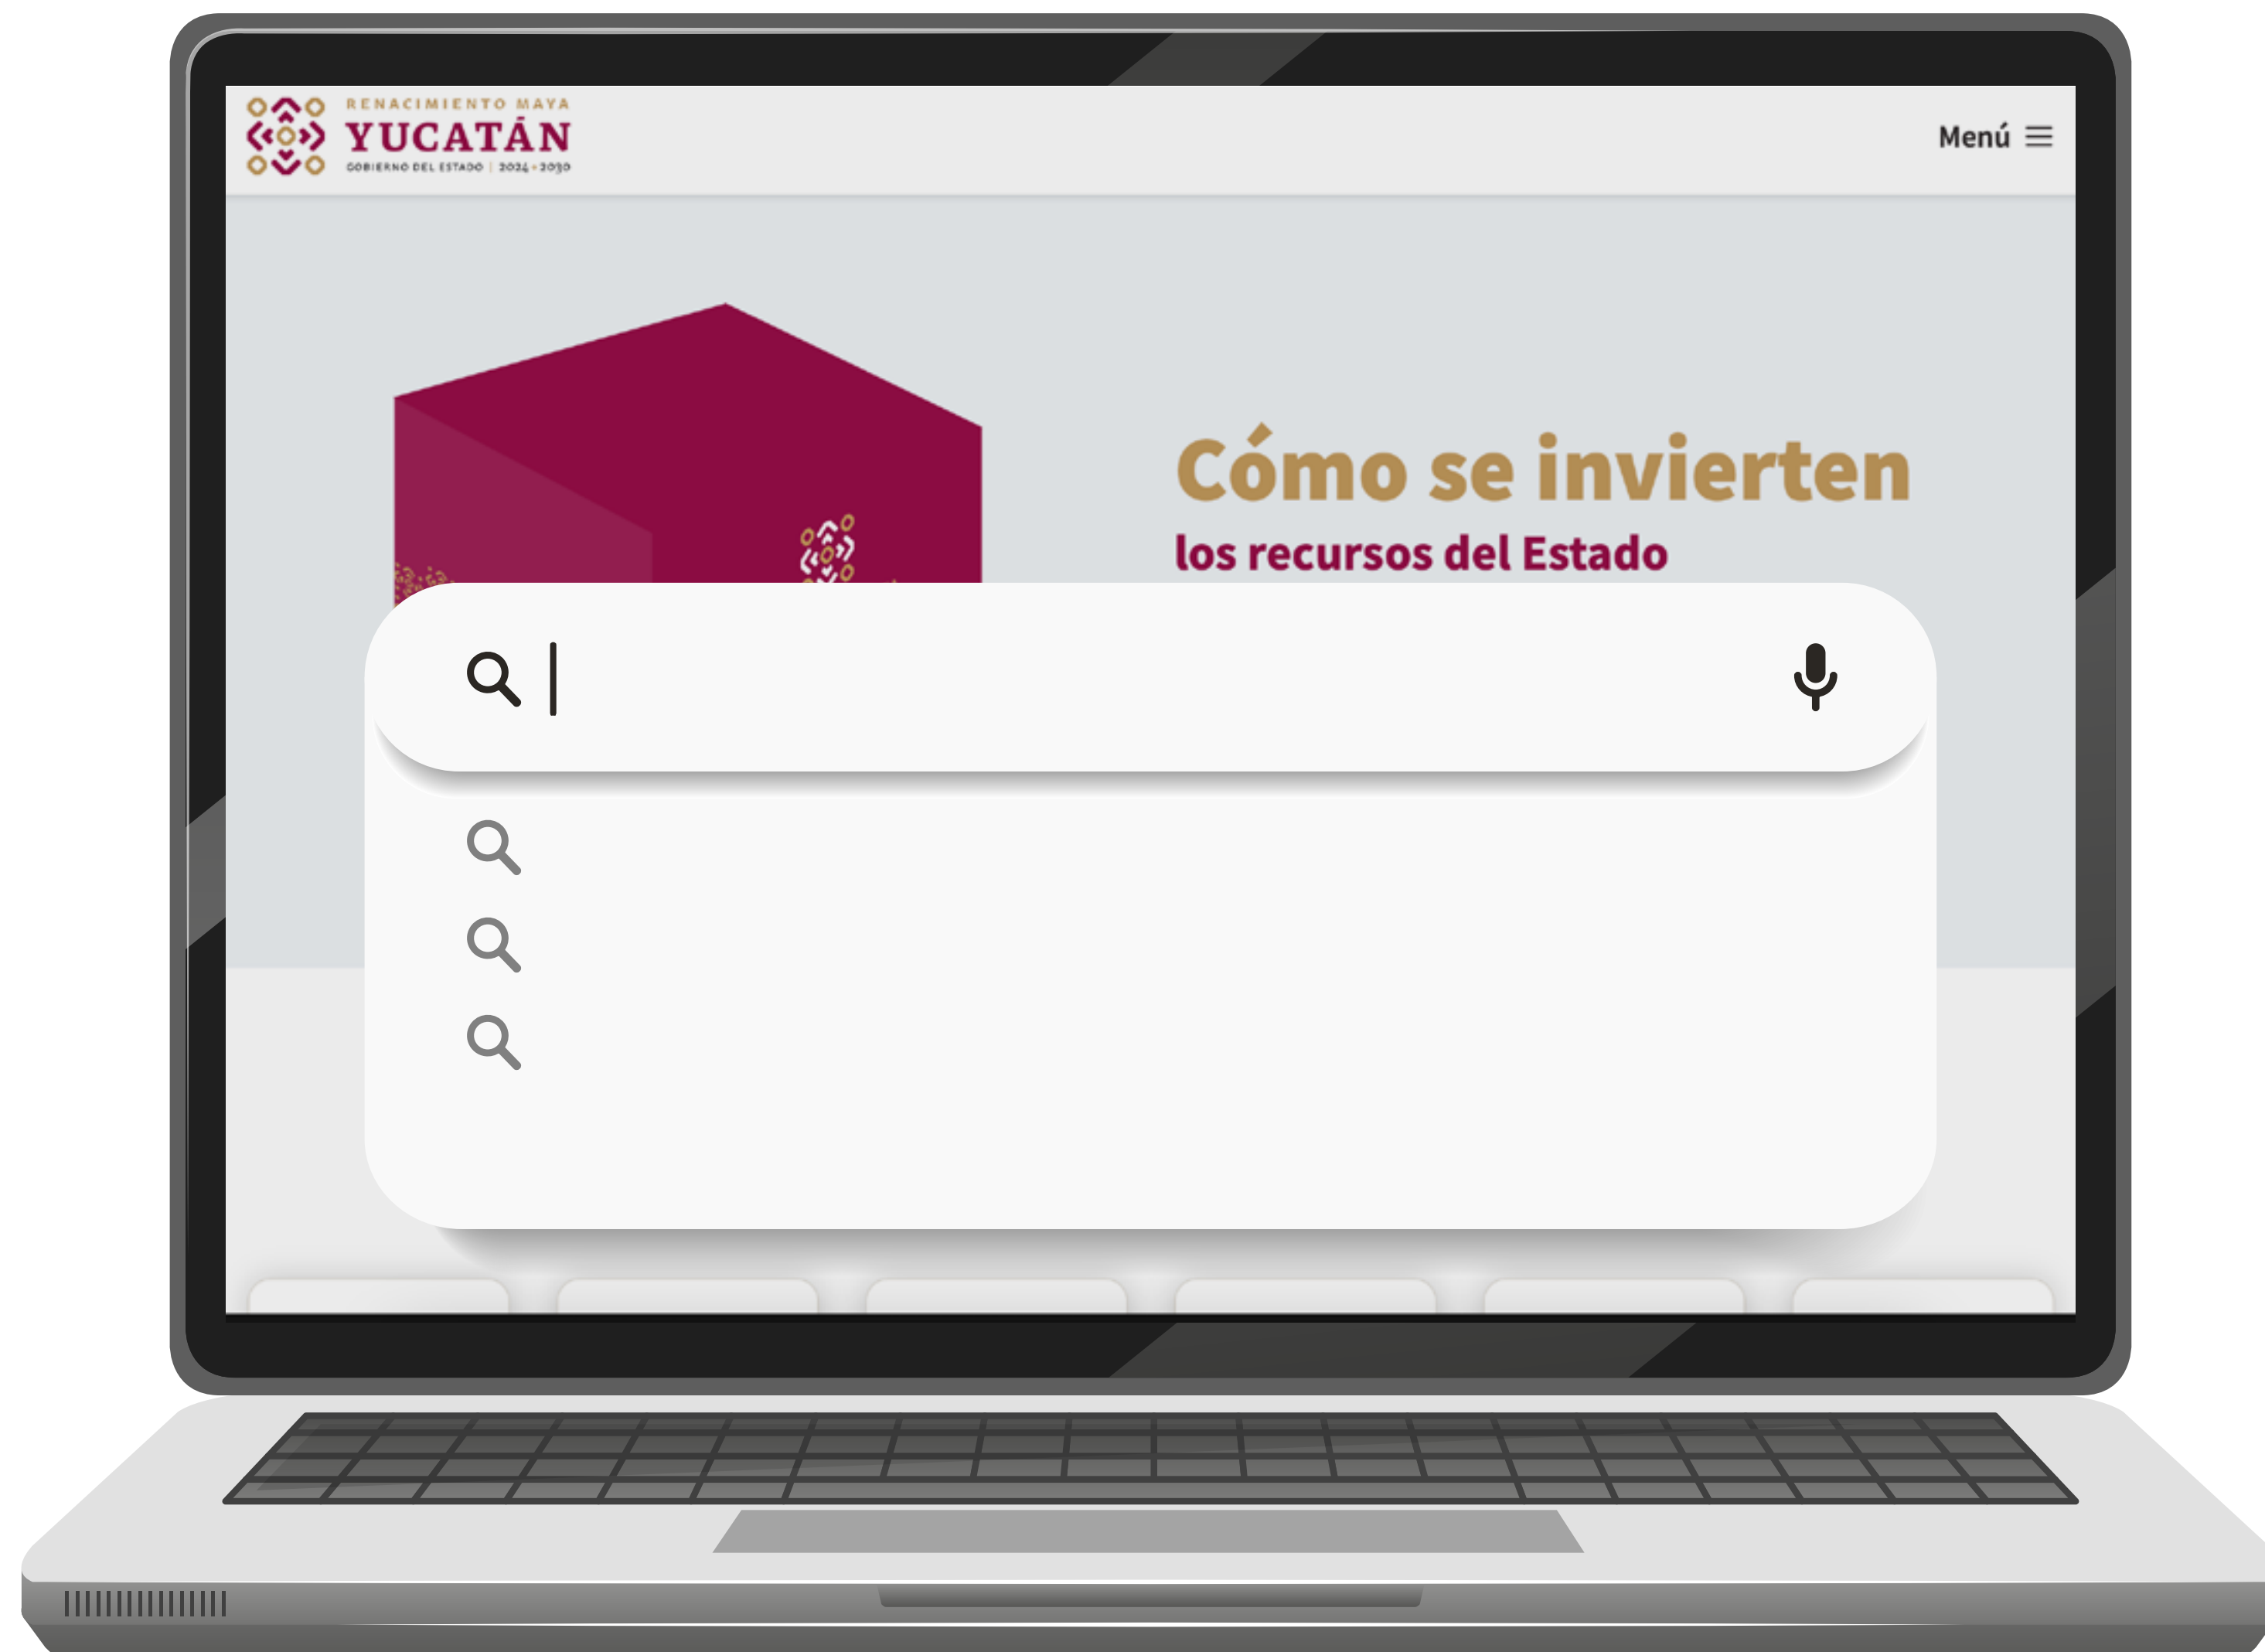 RENACIMIENTO MAYA
YUCATÁN
GOBIERNO DEL ESTADO | 2024 • 2030
Menú
Cómo se invierten
los recursos del Estado